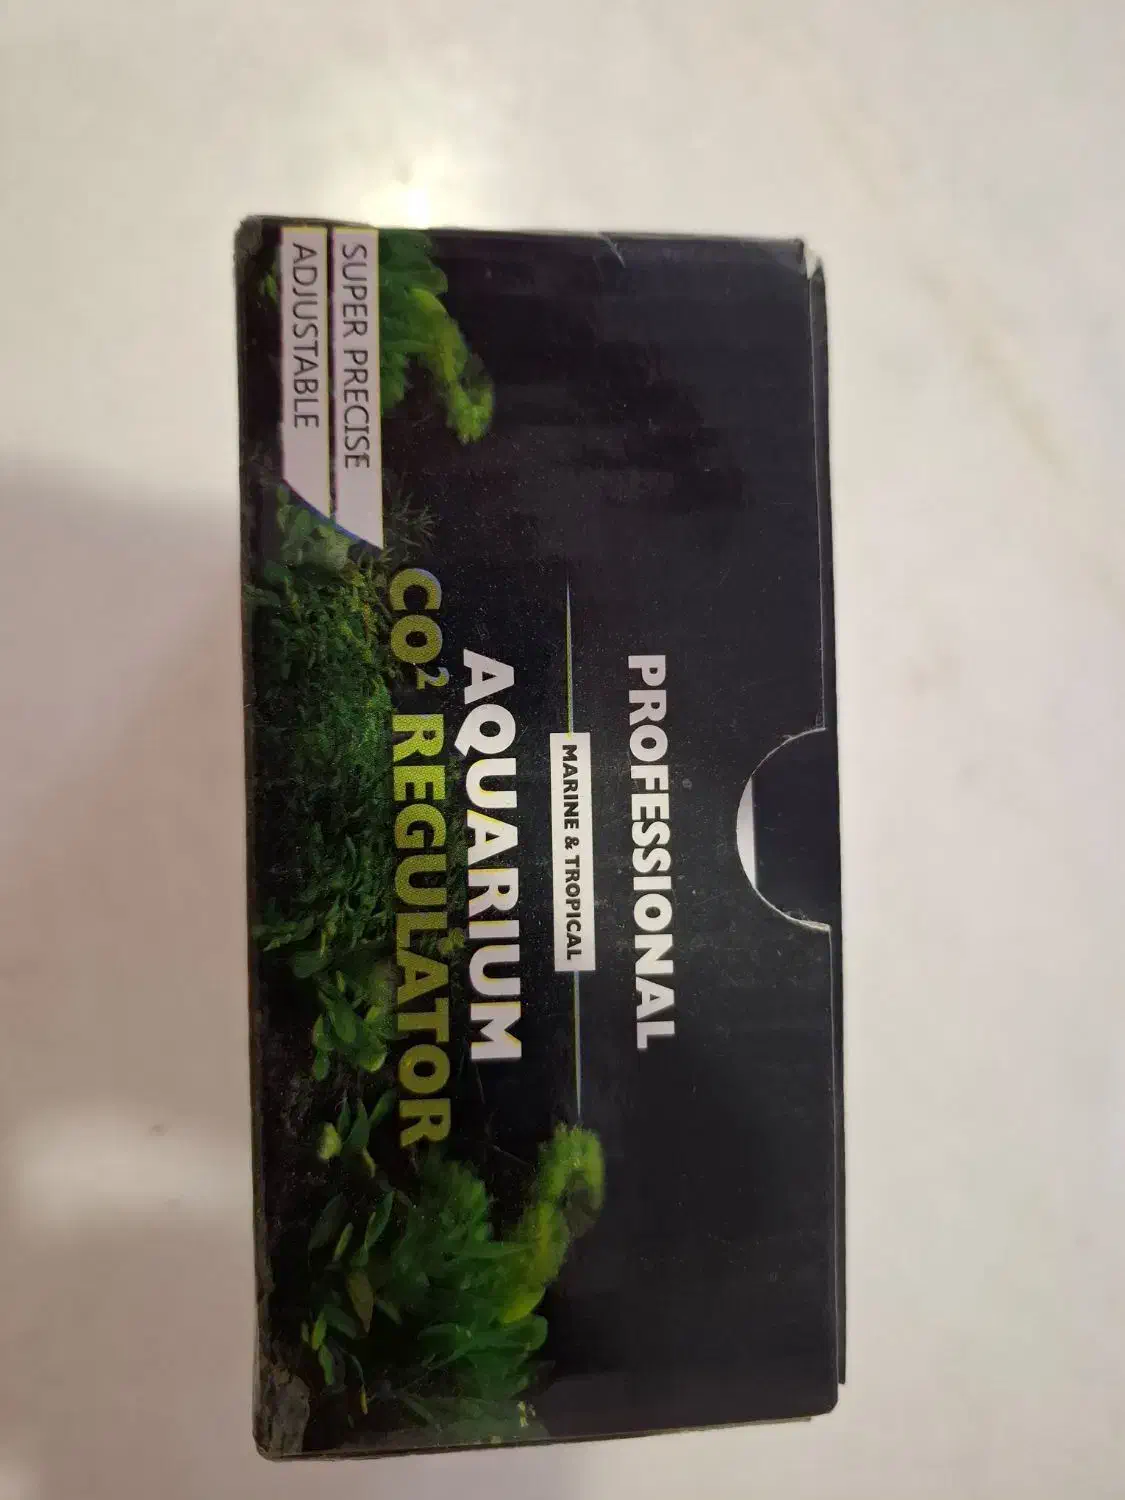 PROFESSIONAL
MARINE & TROPICAL
AQUARIUM
CO² REGULATOR
SUPER PRECISE
ADJUSTABLE